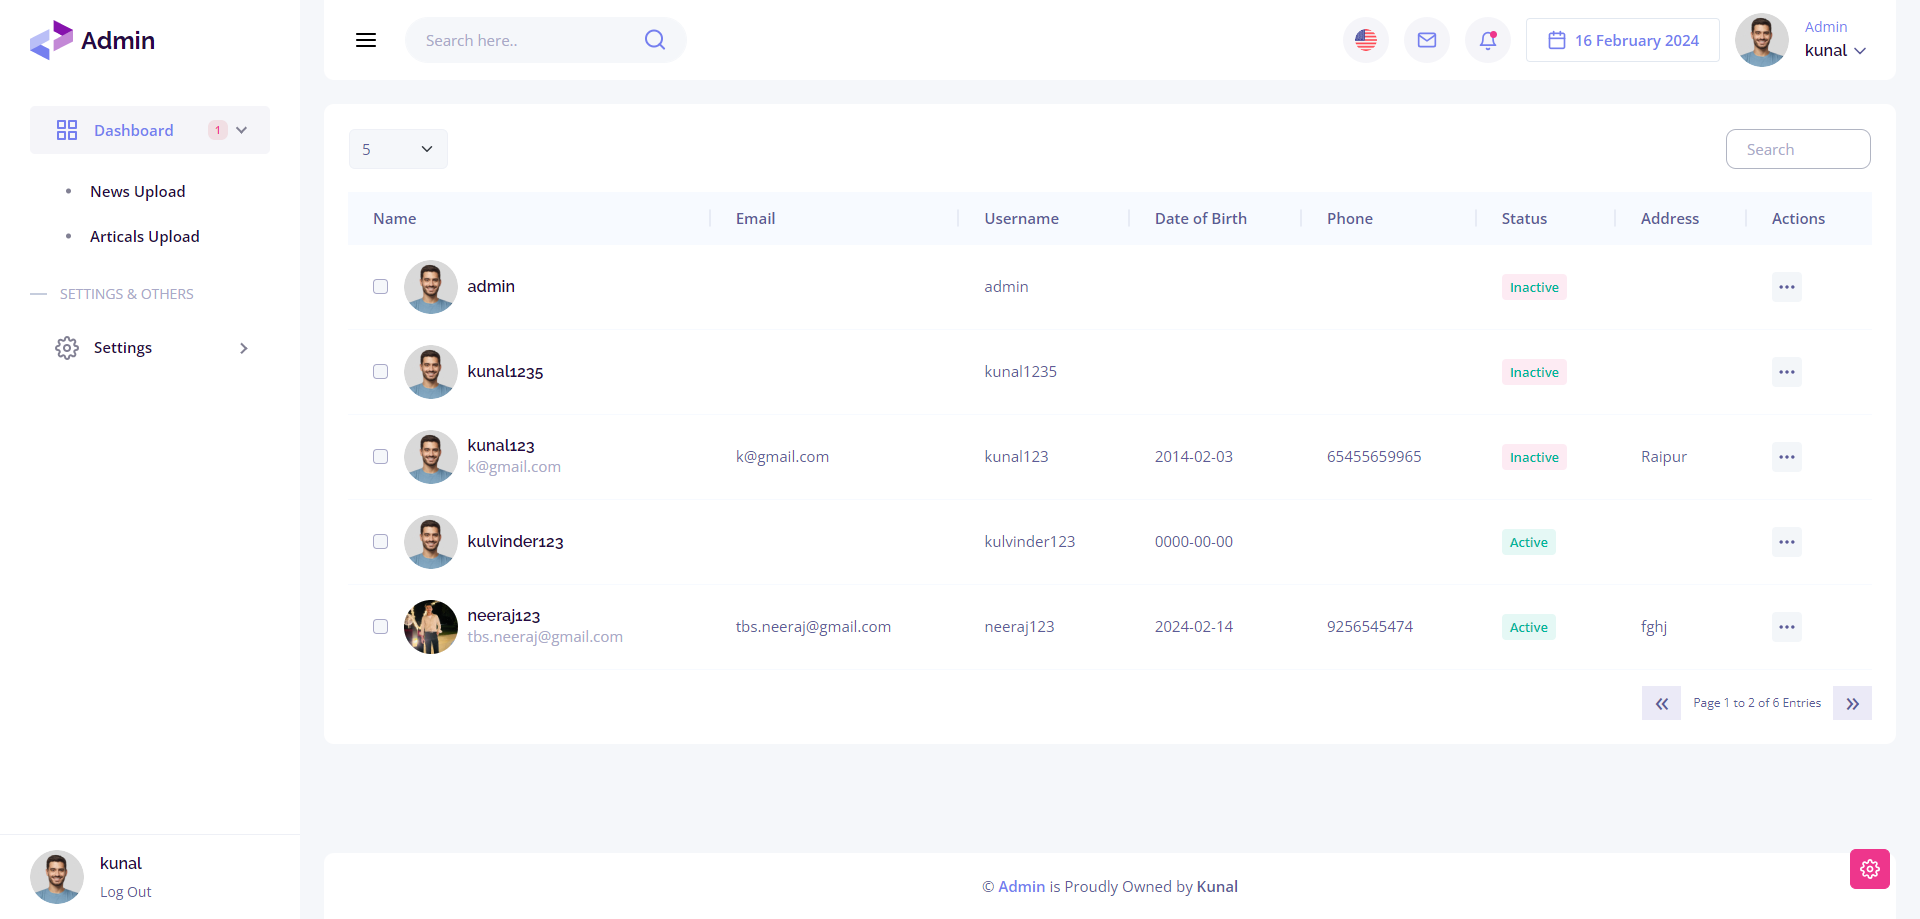 Admin
Dashboard 1
News Upload
Articals Upload
SETTINGS & OTHERS
Settings
kunal
Log Out
Search here..
16 February 2024
Admin
kunal
5
Search
Name Email Username Date of Birth Phone Status Address Actions
admin admin Inactive
kunal1235 kunal1235 Inactive
kunal123
k@gmail.com k@gmail.com kunal123 2014-02-03 65455659965 Inactive Raipur
kulvinder123 kulvinder123 0000-00-00 Active
neeraj123
tbs.neeraj@gmail.com tbs.neeraj@gmail.com neeraj123 2024-02-14 9256545474 Active fghj
Page 1 to 2 of 6 Entries
© Admin is Proudly Owned by Kunal